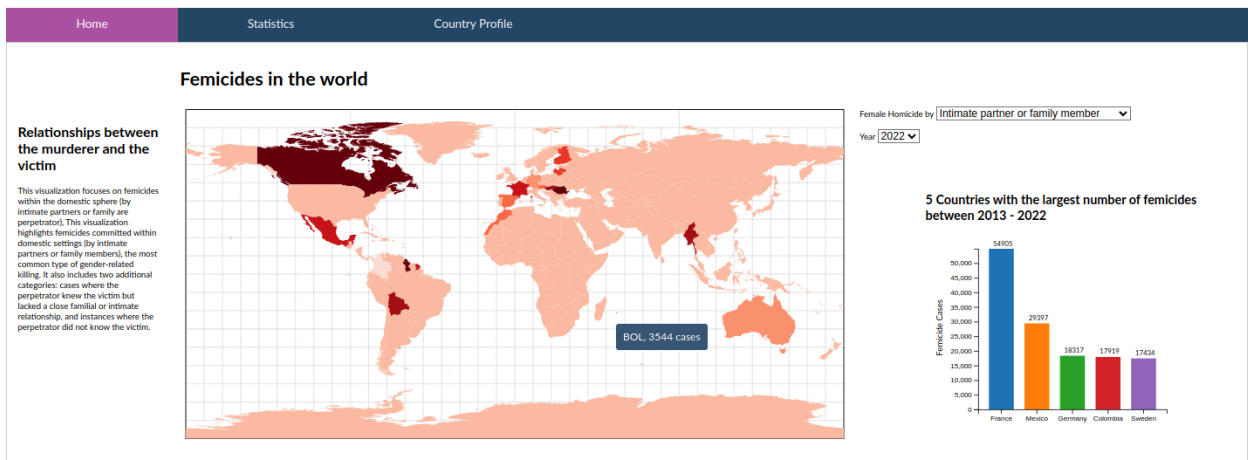 Home Statistics Country Profile
Femicides in the world
Relationships between
the murderer and the
victim
This visualization focuses on femicides
within the domestic sphere (by
intimate partners or family are
perpetrator), This visualization
highlights femicides committed within
domestic settings (by intimate
partners or family members), the most
common type of gender-related
killing. It also includes two additional
categories: cases where the
perpetrator knew the victim but
lacked a close familial or intimate
relationship, and instances where the
perpetrator did not know the victim.
BOL, 3544 cases
Female Homicide by Intimate partner or family member
Year 2022
5 Countries with the largest number of femicides
between 2013 - 2022
Femicide Cases
50,000
45,000
40,000
35,000
30,000
25,000
20,000
15,000
10,000
5,000
0
54905
29397
18317
17919
17434
France Mexico Germany Colombia Sweden